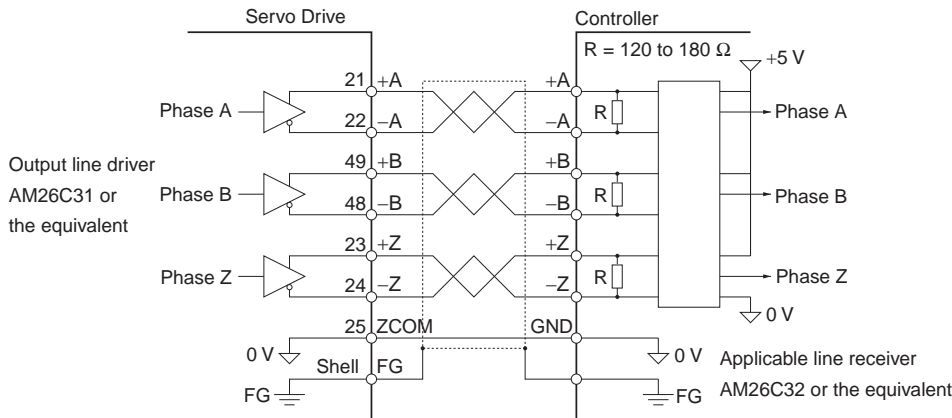 Servo Drive
Controller
R = 120 to 180 Ω
+5 V
21 +A
+A
Phase A
R
Phase A
22 −A
−A
Output line driver
AM26C31 or
the equivalent
49 +B
+B
Phase B
R
Phase B
48 −B
−B
23 +Z
+Z
Phase Z
R
Phase Z
24 −Z
−Z
0 V
25 ZCOM
GND
0 V
0 V
Shell FG
FG
FG
Applicable line receiver
AM26C32 or the equivalent